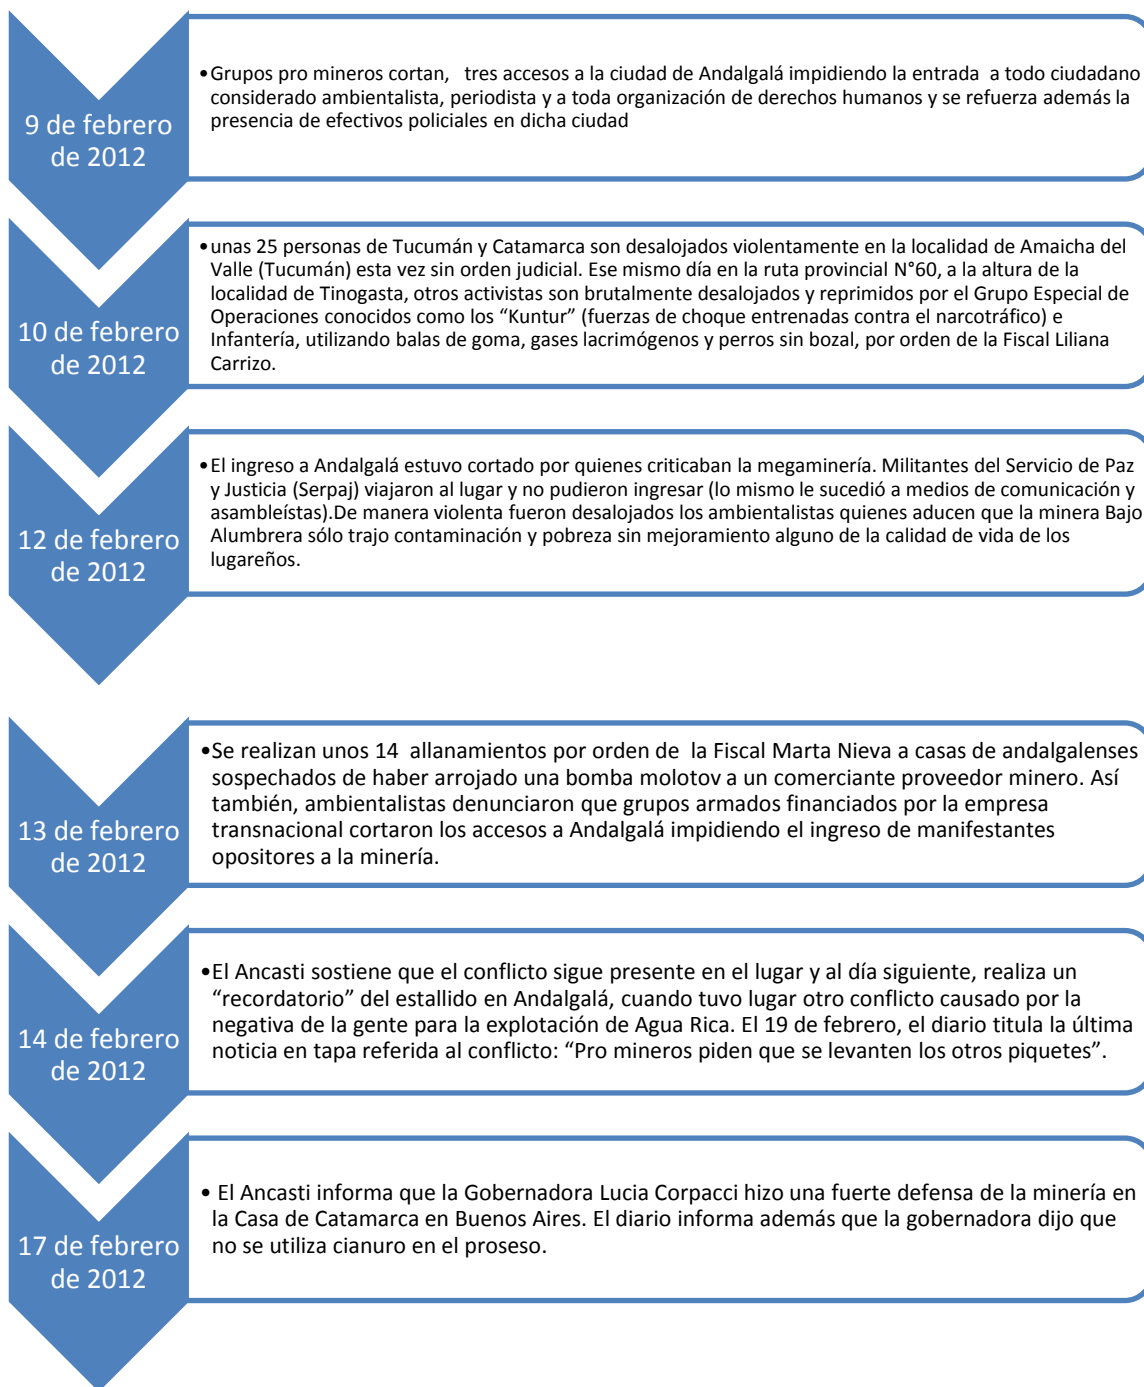 9 de febrero
de 2012
•Grupos pro mineros cortan, tres accesos a la ciudad de Andalgalá impidiendo la entrada a todo ciudadano
considerado ambientalista, periodista y a toda organización de derechos humanos y se refuerza además la
presencia de efectivos policiales en dicha ciudad
10 de febrero
de 2012
•unas 25 personas de Tucumán y Catamarca son desalojados violentamente en la localidad de Amaicha del
Valle (Tucumán) esta vez sin orden judicial. Ese mismo día en la ruta provincial N°60, a la altura de la
localidad de Tinogasta, otros activistas son brutalmente desalojados y reprimidos por el Grupo Especial de
Operaciones conocidos como los “Kuntur” (fuerzas de choque entrenadas contra el narcotráfico) e
Infantería, utilizando balas de goma, gases lacrimógenos y perros sin bozal, por orden de la Fiscal Liliana
Carrizo.
12 de febrero
de 2012
•El ingreso a Andalgalá estuvo cortado por quienes criticaban la megaminería. Militantes del Servicio de Paz
y Justicia (Serpaj) viajaron al lugar y no pudieron ingresar (lo mismo le sucedió a medios de comunicación y
asambleístas).De manera violenta fueron desalojados los ambientalistas quienes aducen que la minera Bajo
Alumbrera sólo trajo contaminación y pobreza sin mejoramiento alguno de la calidad de vida de los
lugareños.
13 de febrero
de 2012
•Se realizan unos 14 allanamientos por orden de la Fiscal Marta Nieva a casas de andalgalenses
sospechados de haber arrojado una bomba molotov a un comerciante proveedor minero. Así
también, ambientalistas denunciaron que grupos armados financiados por la empresa
transnacional cortaron los accesos a Andalgalá impidiendo el ingreso de manifestantes
opositores a la minería.
14 de febrero
de 2012
•El Ancasti sostiene que el conflicto sigue presente en el lugar y al día siguiente, realiza un
“recordatorio” del estallido en Andalgalá, cuando tuvo lugar otro conflicto causado por la
negativa de la gente para la explotación de Agua Rica. El 19 de febrero, el diario titula la última
noticia en tapa referida al conflicto: “Pro mineros piden que se levanten los otros piquetes”.
17 de febrero
de 2012
• El Ancasti informa que la Gobernadora Lucia Corpacci hizo una fuerte defensa de la minería en
la Casa de Catamarca en Buenos Aires. El diario informa además que la gobernadora dijo que
no se utiliza cianuro en el proseso.